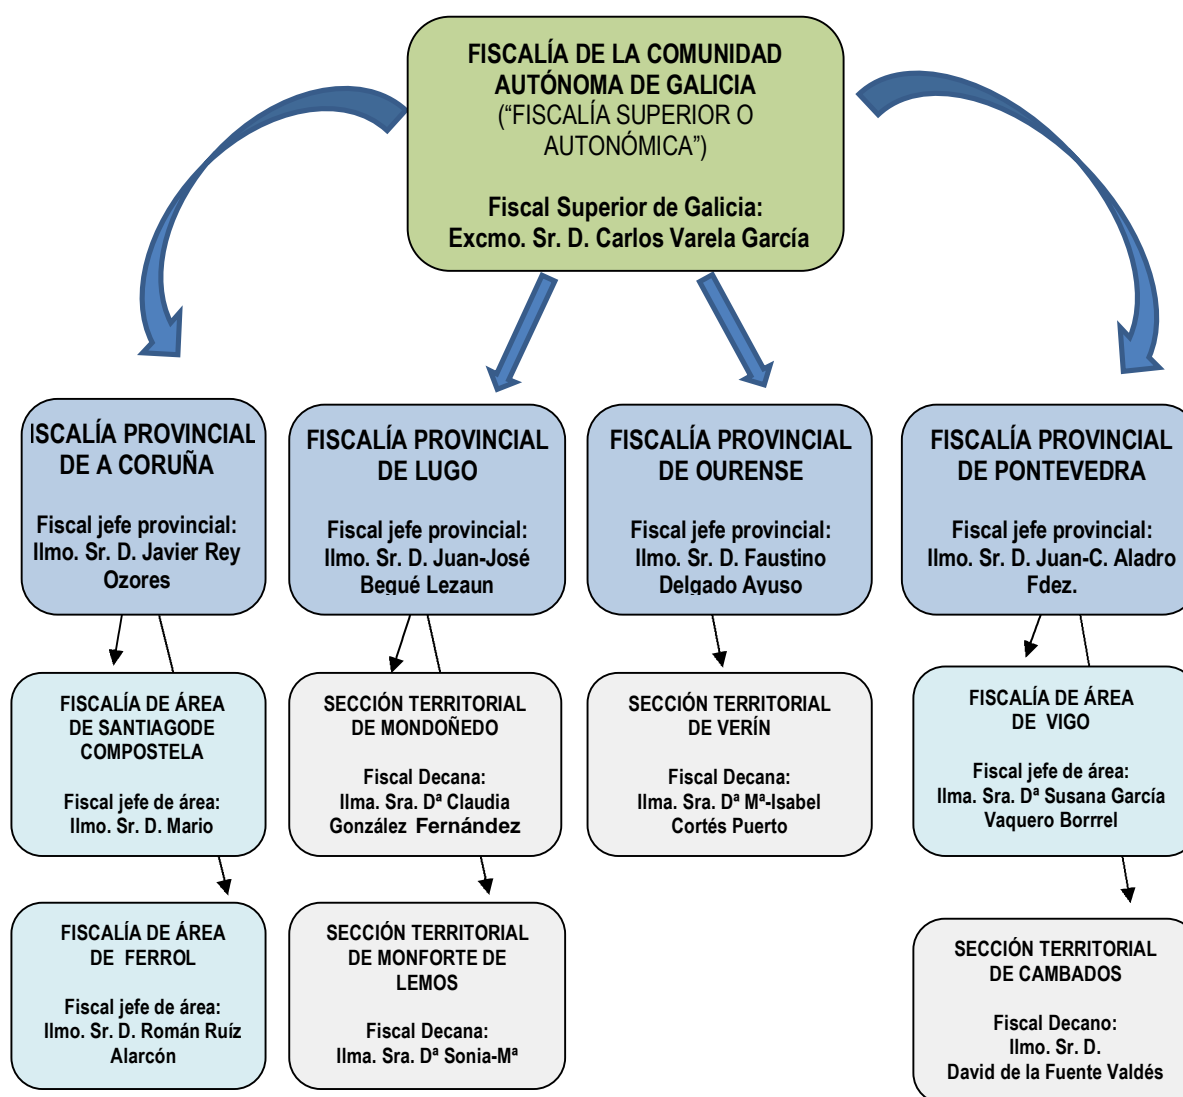 FISCALÍA DE LA COMUNIDAD
AUTÓNOMA DE GALICIA
(“FISCALÍA SUPERIOR O
AUTONÓMICA”)
Fiscal Superior de Galicia:
Excmo. Sr. D. Carlos Varela García
ISCALÍA PROVINCIAL
DE A CORUÑA
Fiscal jefe provincial:
Ilmo. Sr. D. Javier Rey
Ozores
FISCALÍA PROVINCIAL
DE LUGO
Fiscal jefe provincial:
Ilmo. Sr. D. Juan-José
Begué Lezaun
FISCALÍA PROVINCIAL
DE OURENSE
Fiscal jefe provincial:
Ilmo. Sr. D. Faustino
Delgado Ayuso
FISCALÍA PROVINCIAL
DE PONTEVEDRA
Fiscal jefe provincial:
Ilmo. Sr. D. Juan-C. Aladro
Fdez.
FISCALÍA DE ÁREA
DE SANTIAGODE
COMPOSTELA
Fiscal jefe de área:
Ilmo. Sr. D. Mario
SECCIÓN TERRITORIAL
DE MONDOÑEDO
Fiscal Decana:
Ilma. Sra. Dª Claudia
González Fernández
SECCIÓN TERRITORIAL
DE VERÍN
Fiscal Decana:
Ilma. Sra. Dª Mª-Isabel
Cortés Puerto
FISCALÍA DE ÁREA
DE VIGO
Fiscal jefe de área:
Ilma. Sra. Dª Susana García
Vaquero Borrrel
FISCALÍA DE ÁREA
DE FERROL
Fiscal jefe de área:
Ilmo. Sr. D. Román Ruíz
Alarcón
SECCIÓN TERRITORIAL
DE MONFORTE DE
LEMOS
Fiscal Decana:
Ilma. Sra. Dª Sonia-Mª
SECCIÓN TERRITORIAL
DE CAMBADOS
Fiscal Decano:
Ilmo. Sr. D.
David de la Fuente Valdés